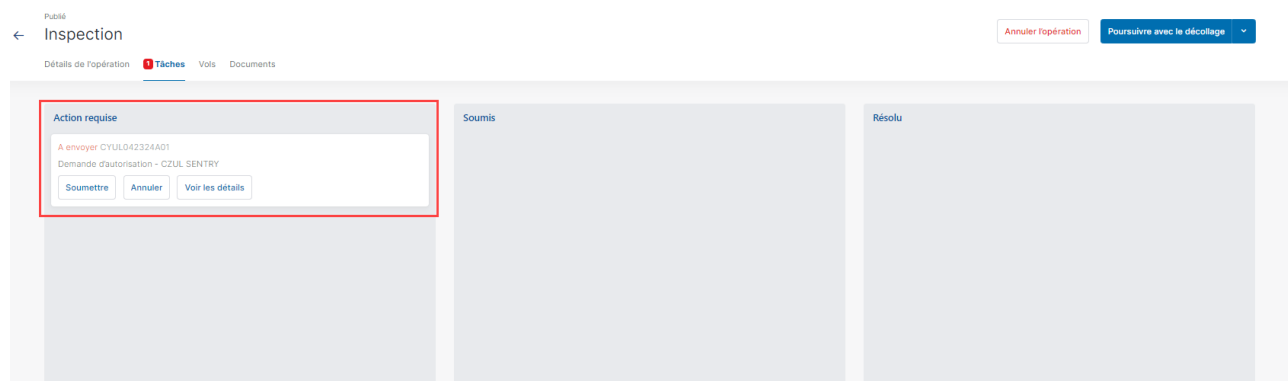 Publié
Inspection
Annuler l'opération
Poursuivre avec le décollage
Détails de l'opération 1 Tâches Vols Documents
Action requise
Soumis
Résolu
A envoyer CYUL042324A01
Demande d'autorisation - CZUL SENTRY
Soumettre Annuler Voir les détails